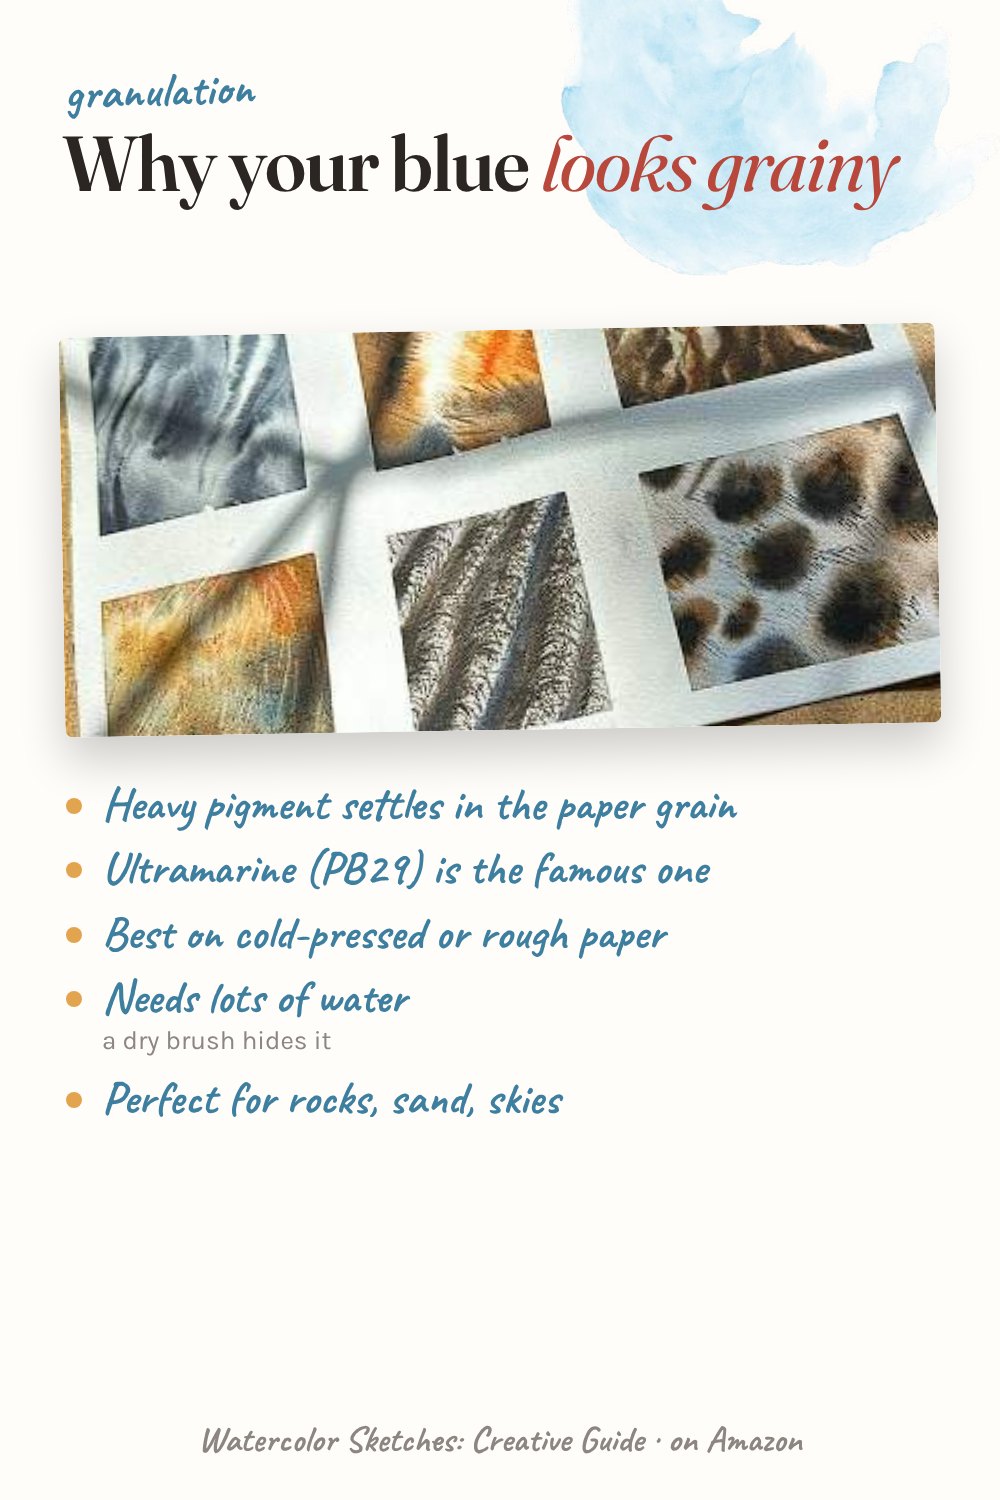 granulation
Why your blue looks grainy
Heavy pigment settles in the paper grain
Ultramarine (PB29) is the famous one
Best on cold-pressed or rough paper
Needs lots of water
a dry brush hides it
Perfect for rocks, sand, skies
Watercolor Sketches: Creative Guide · on Amazon